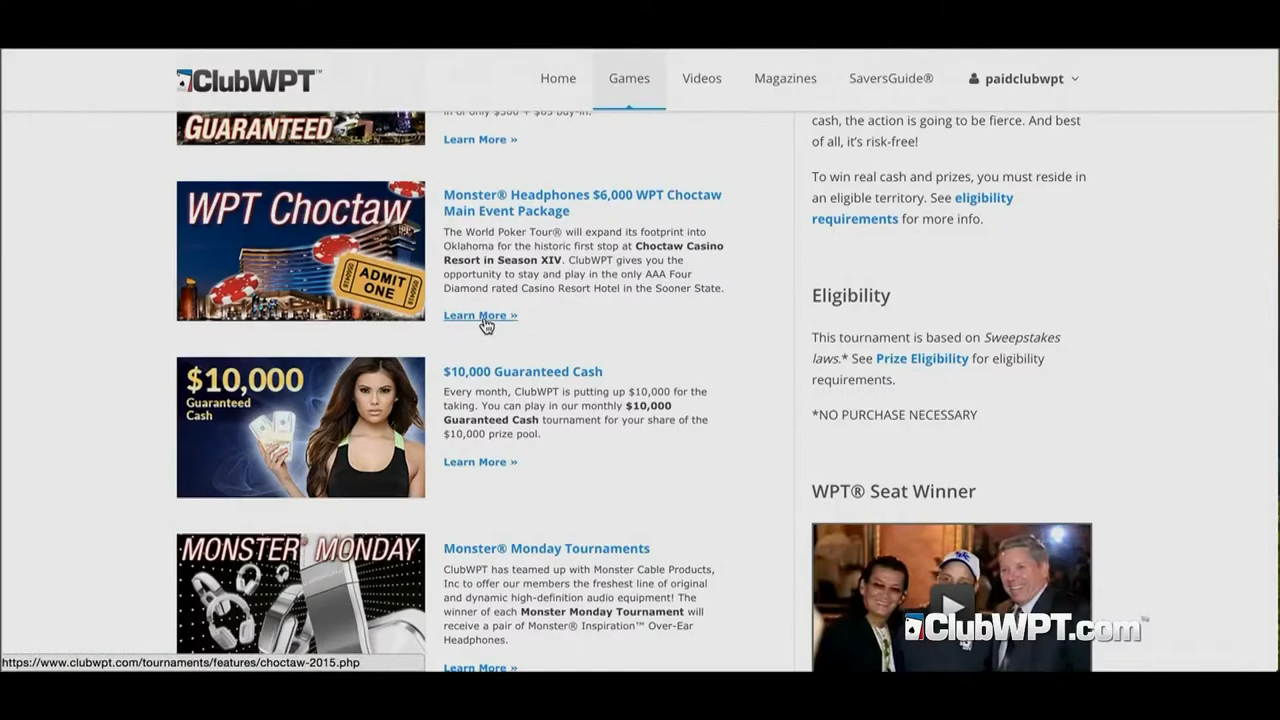 ClubWPT™
Home
Games
Videos
Magazines
SaversGuide®
paidclubwpt
GUARANTEED
Learn More »
WPT Choctaw
ADMIT
ONE
Monster® Headphones $6,000 WPT Choctaw
Main Event Package
The World Poker Tour® will expand its footprint into
Oklahoma for the historic first stop at Choctaw Casino
Resort in Season XIV. ClubWPT gives you the
opportunity to stay and play in the only AAA Four
Diamond rated Casino Resort Hotel in the Sooner State.
Learn More »
$10,000
Guaranteed
Cash
$10,000 Guaranteed Cash
Every month, ClubWPT is putting up $10,000 for the
taking. You can play in our monthly $10,000
Guaranteed Cash tournament for your share of the
$10,000 prize pool.
Learn More »
MONSTER® MONDAY
Monster® Monday Tournaments
ClubWPT has teamed up with Monster Cable Products,
Inc to offer our members the freshest line of original
and dynamic high-definition audio equipment! The
winner of each Monster Monday Tournament will
receive a pair of Monster® Inspiration™ Over-Ear
Headphones.
Learn More »
cash, the action is going to be fierce. And best
of all, it's risk-free!
To win real cash and prizes, you must reside in
an eligible territory. See eligibility
requirements for more info.
Eligibility
This tournament is based on Sweepstakes
laws.* See Prize Eligibility for eligibility
requirements.
*NO PURCHASE NECESSARY
WPT® Seat Winner
ClubWPT.com™
https://www.clubwpt.com/tournaments/features/choctaw-2015.php